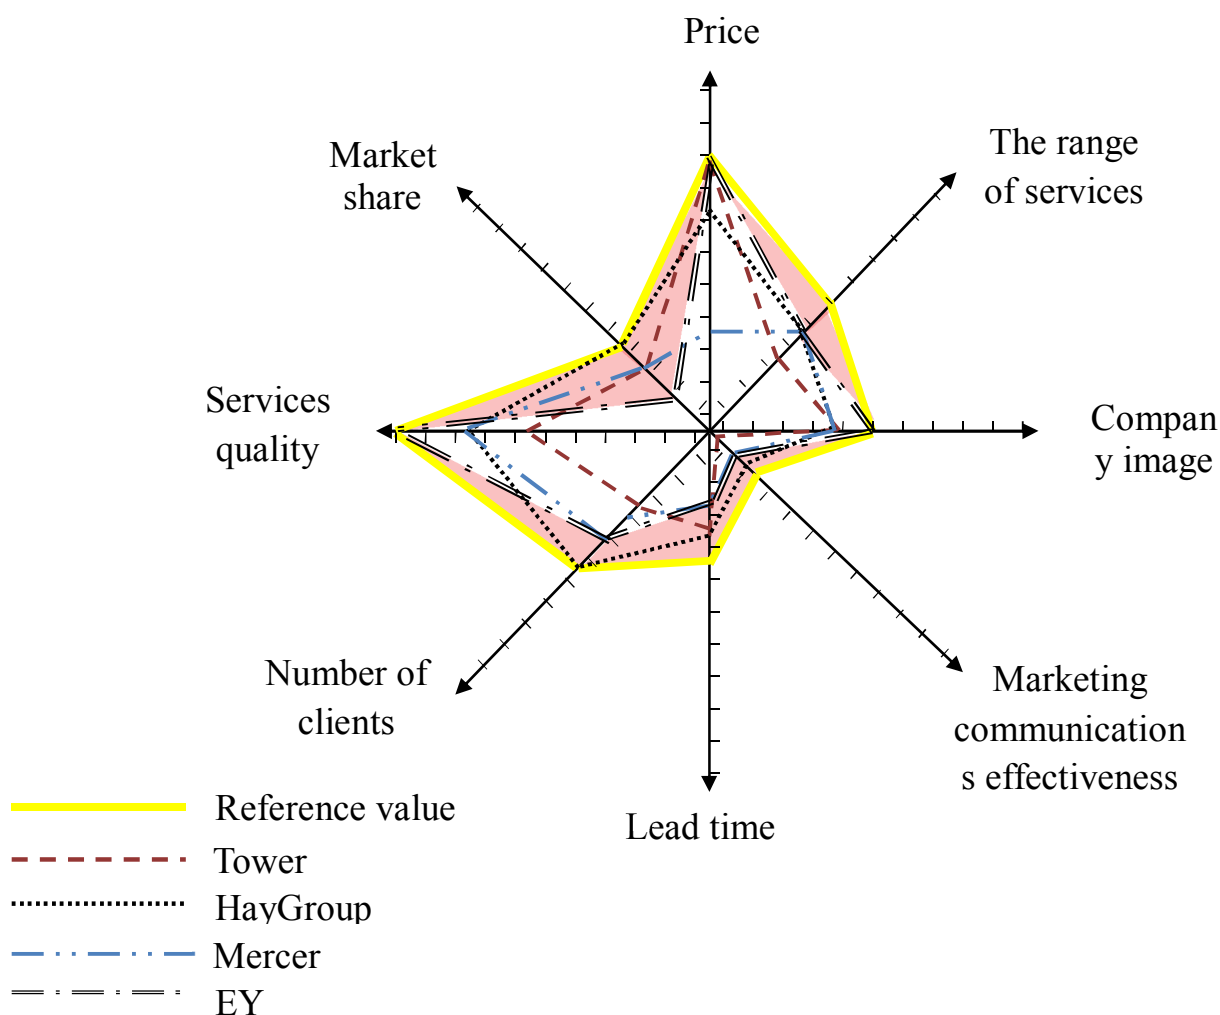 Price
The range
of services
Market
share
Services
quality
Compan
y image
Number of
clients
Marketing
communication
s effectiveness
Lead time
Reference value
Tower
HayGroup
Mercer
EY